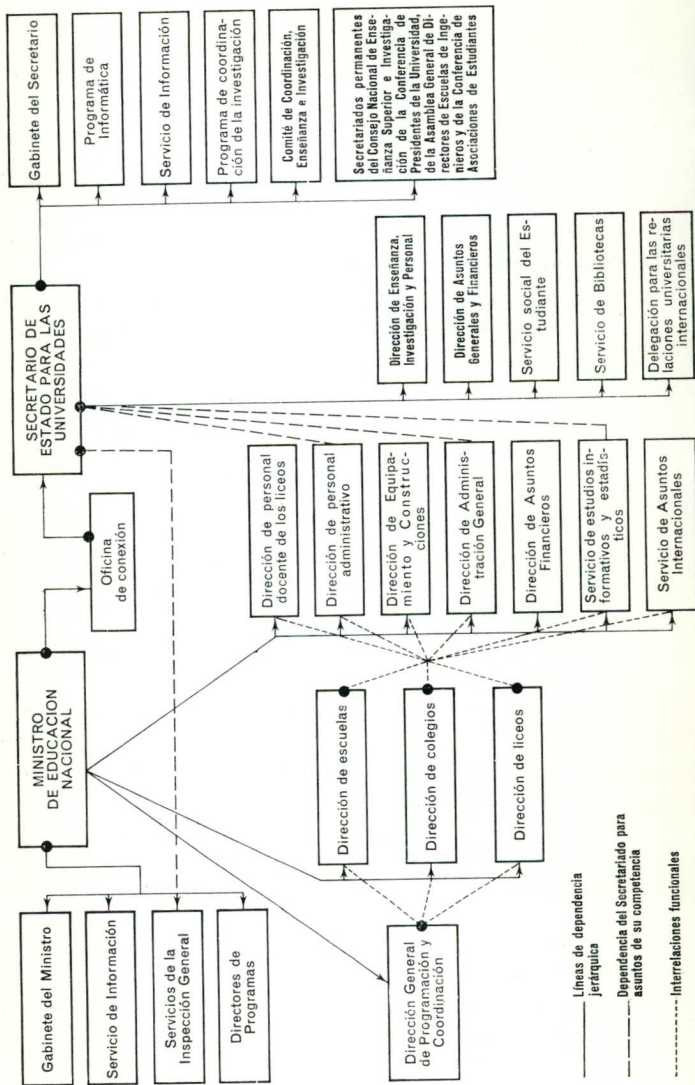 Gabinete del Ministro
Servicio de Información
Servicios de la
Inspección General
Directores de
Programas
MINISTRO
DE EDUCACION
NACIONAL
Oficina
de conexión
SECRETARIO DE
ESTADO PARA LAS
UNIVERSIDADES
Gabinete del Secretario
Programa de
Informática
Servicio de Información
Programa de coordina-
ción de la investigación
Comité de Coordinación,
Enseñanza e Investigación
Secretariados permanentes
del Consejo Nacional de Ense-
ñanza Superior e Investiga-
ción de la Conferencia de
Presidentes de la Universidad,
de la Asamblea General de Di-
rectores de Escuelas de Inge-
nieros y de la Conferencia de
Asociaciones de Estudiantes
Dirección General
de Programación y
Coordinación
Dirección de escuelas
Dirección de colegios
Dirección de liceos
Dirección de personal
docente de los liceos
Dirección de personal
administrativo
Dirección de Equipa-
miento y Construc-
ciones
Dirección de Adminis-
tración General
Dirección de Asuntos
Financieros
Servicio de estudios in-
formativos y estadís-
ticos
Servicio de Asuntos
Internacionales
Dirección de Enseñanza,
Investigación y Personal
Dirección de Asuntos
Generales y Financieros
Servicio social del Es-
tudiante
Servicio de Bibliotecas
Delegación para las re-
laciones universitarias
internacionales
Líneas de dependencia
jerárquica
Dependencia del Secretariado para
asuntos de su competencia
Interrelaciones funcionales